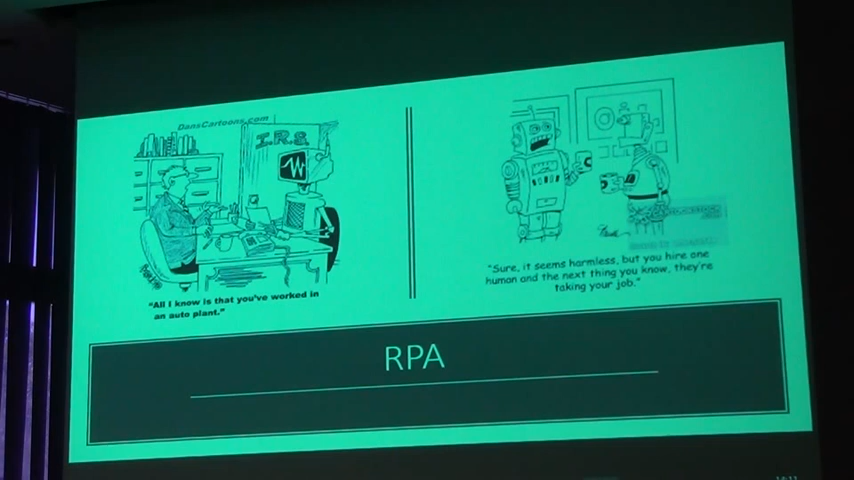 DansCartoons.com
I.R.S.
"All I know is that you've worked in
an auto plant."
"Sure, it seems harmless, but you hire one
human and the next thing you know, they're
taking your job."
RPA